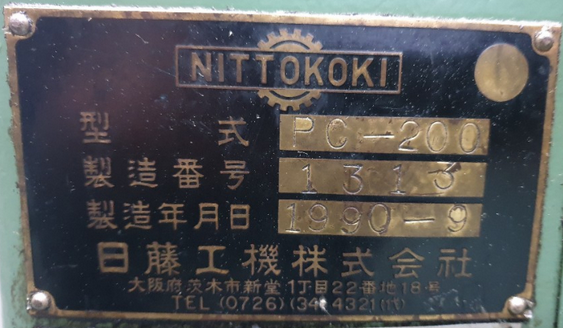 NITTOKOKI
型式 PC-200
製造番号 1313
製造年月日 1990-9
日藤工機株式会社
大阪府茨木市新堂1丁目22番地18号
TEL (0726) (34) 4321 (代)